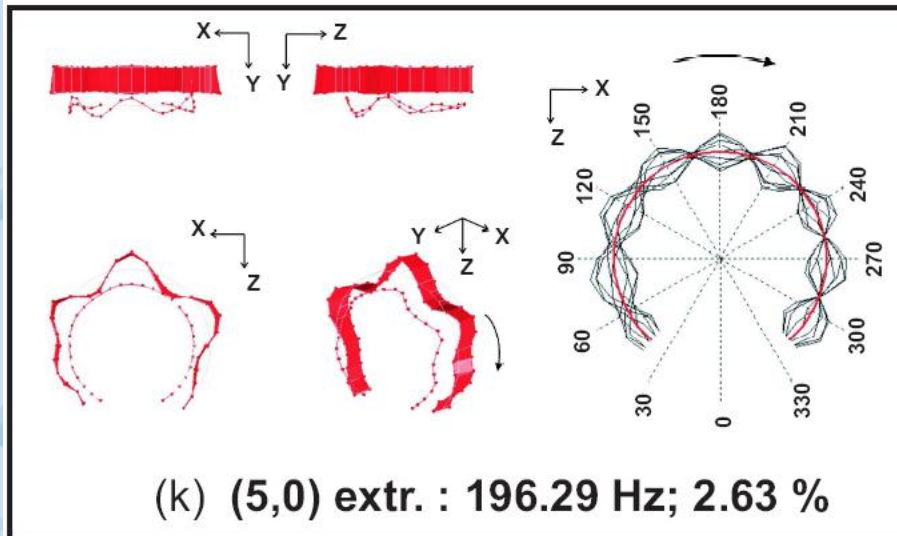 X
Y
Z
Y
X
Z
180
150
210
120
240
90
270
60
300
30
330
0
X
Z
Y
X
Z
(k) (5,0) extr. : 196.29 Hz; 2.63 %